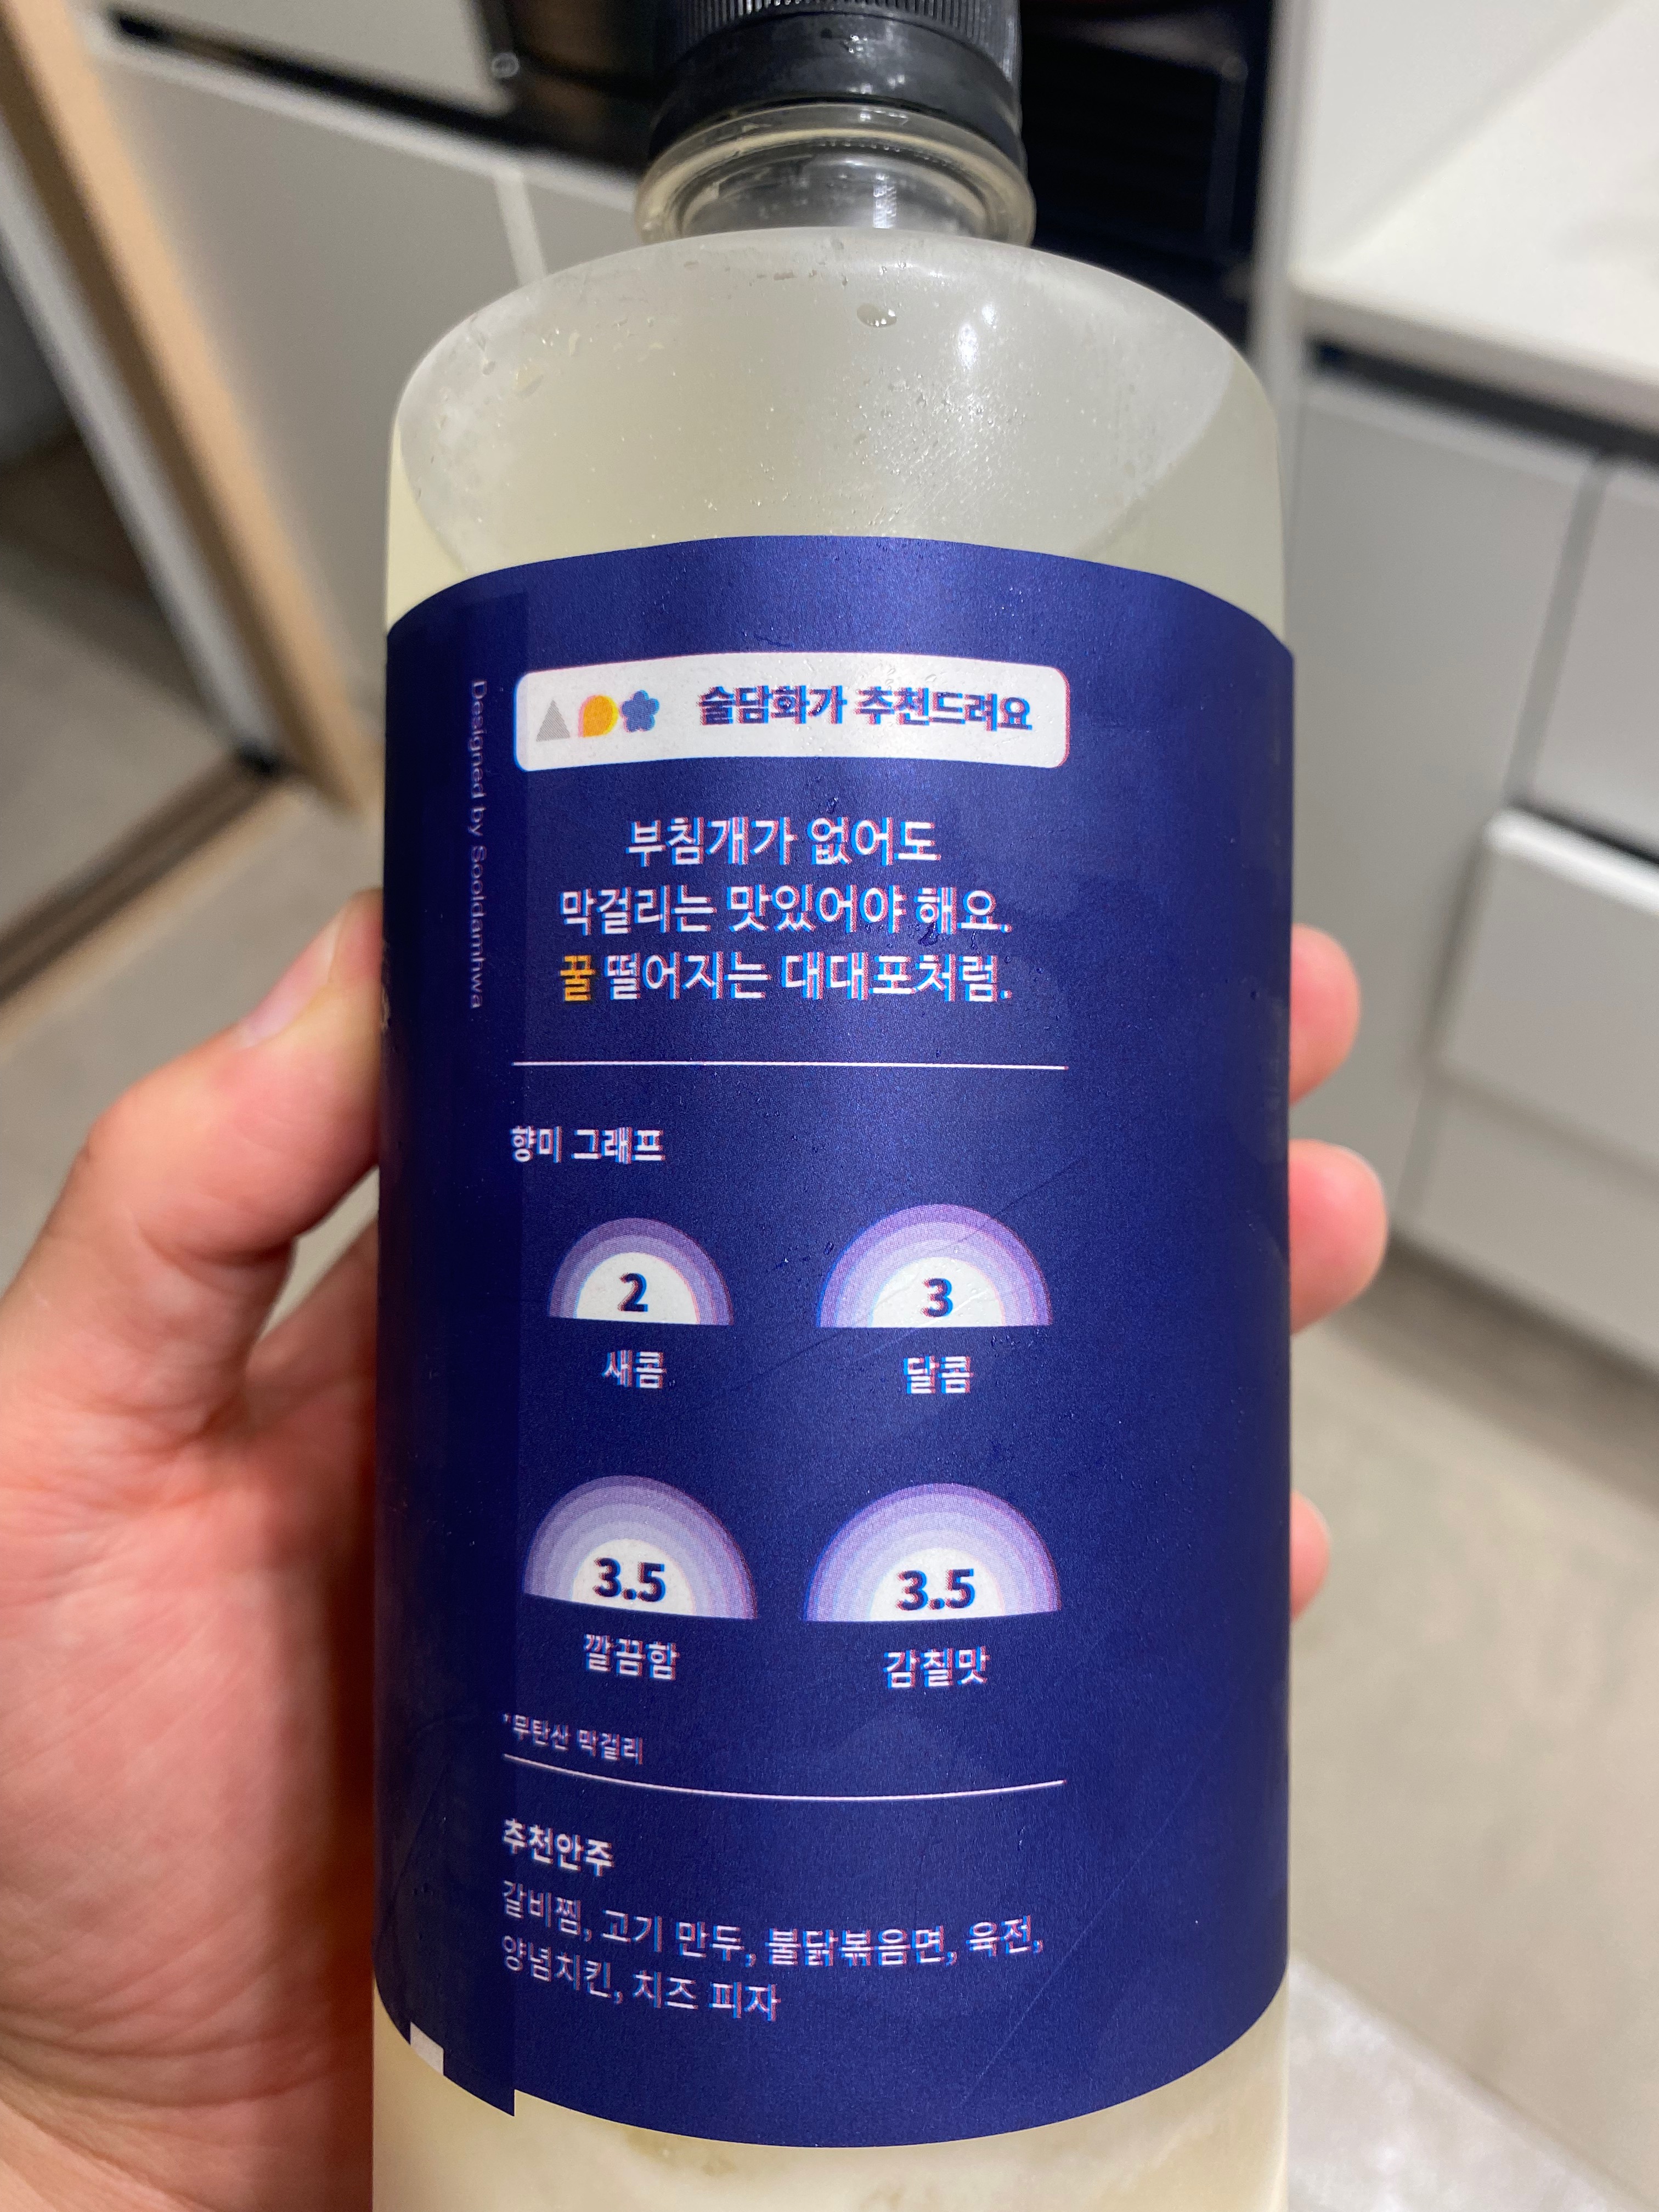 술담화가 추천드려요
부침개가 없어도
막걸리는 맛있어야 해요.
꿀 떨어지는 대대포처럼.
향미 그래프
2
새콤
3
달콤
3.5
깔끔함
3.5
감칠맛
*무탄산 막걸리
추천안주
갈비찜, 고기 만두, 불닭볶음면, 육전,
양념치킨, 치즈 피자
Designed by Sooldamhwa